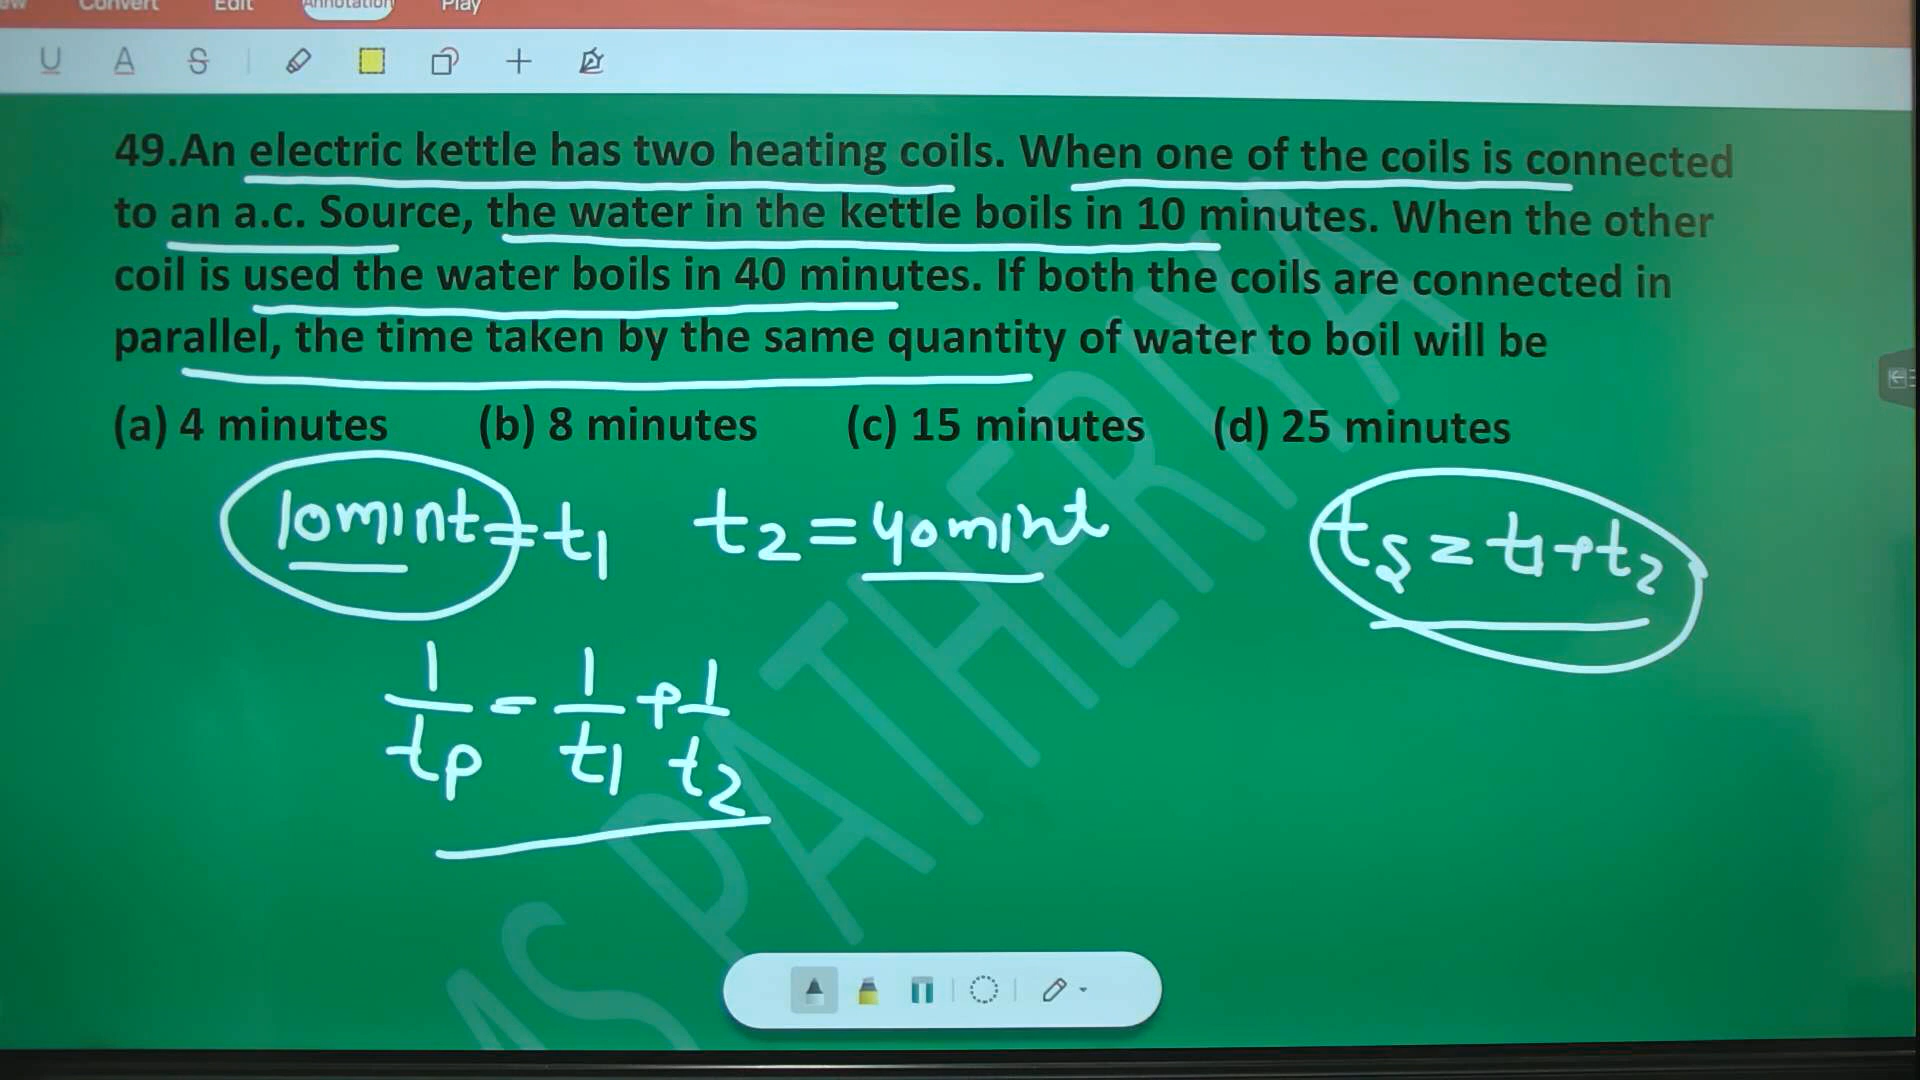 Convert Edit Annotation Play
U A S
49.An electric kettle has two heating coils. When one of the coils is connected
to an a.c. Source, the water in the kettle boils in 10 minutes. When the other
coil is used the water boils in 40 minutes. If both the coils are connected in
parallel, the time taken by the same quantity of water to boil will be
(a) 4 minutes (b) 8 minutes (c) 15 minutes (d) 25 minutes
10mint = t1 t2 = 40mint ts = t1 + t2
1/tp = 1/t1 + 1/t2
MS PATHERIYA